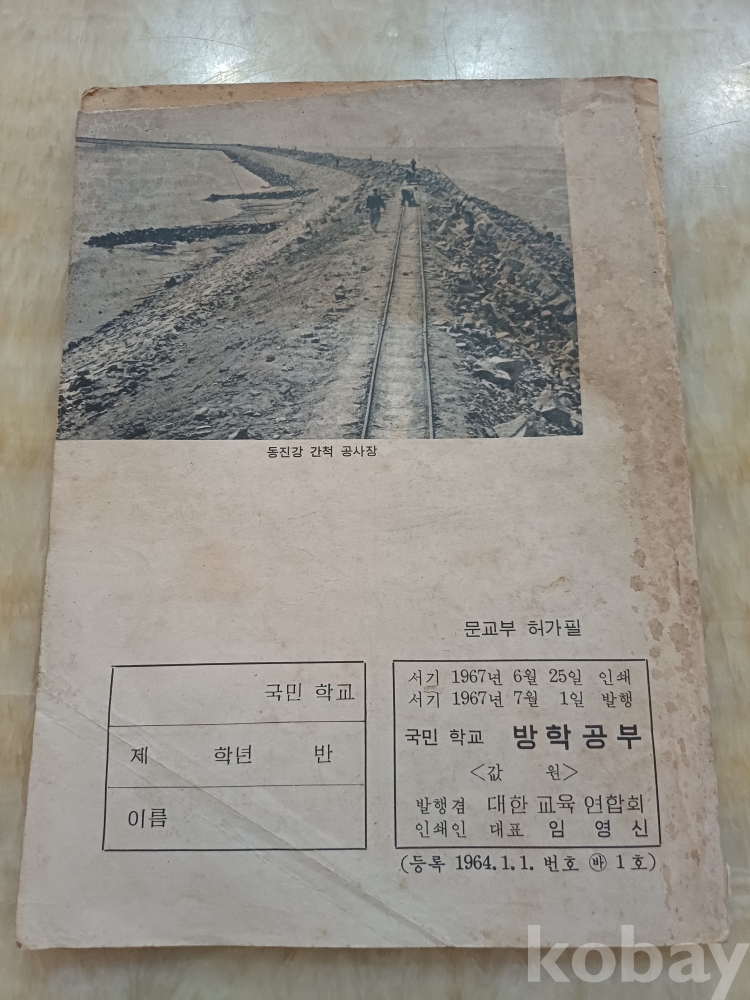 동진강 간척 공사장
문교부 허가필
국민 학교
제 학년 반
이름
서기 1967년 6월 25일 인쇄
서기 1967년 7월 1일 발행
국민 학교 방학공부
<값 원>
발행겸 대한 교육 연합회
인쇄인 대표 임 영 신
(등록 1964.1.1. 번호 ㉳ 1호)
kobay